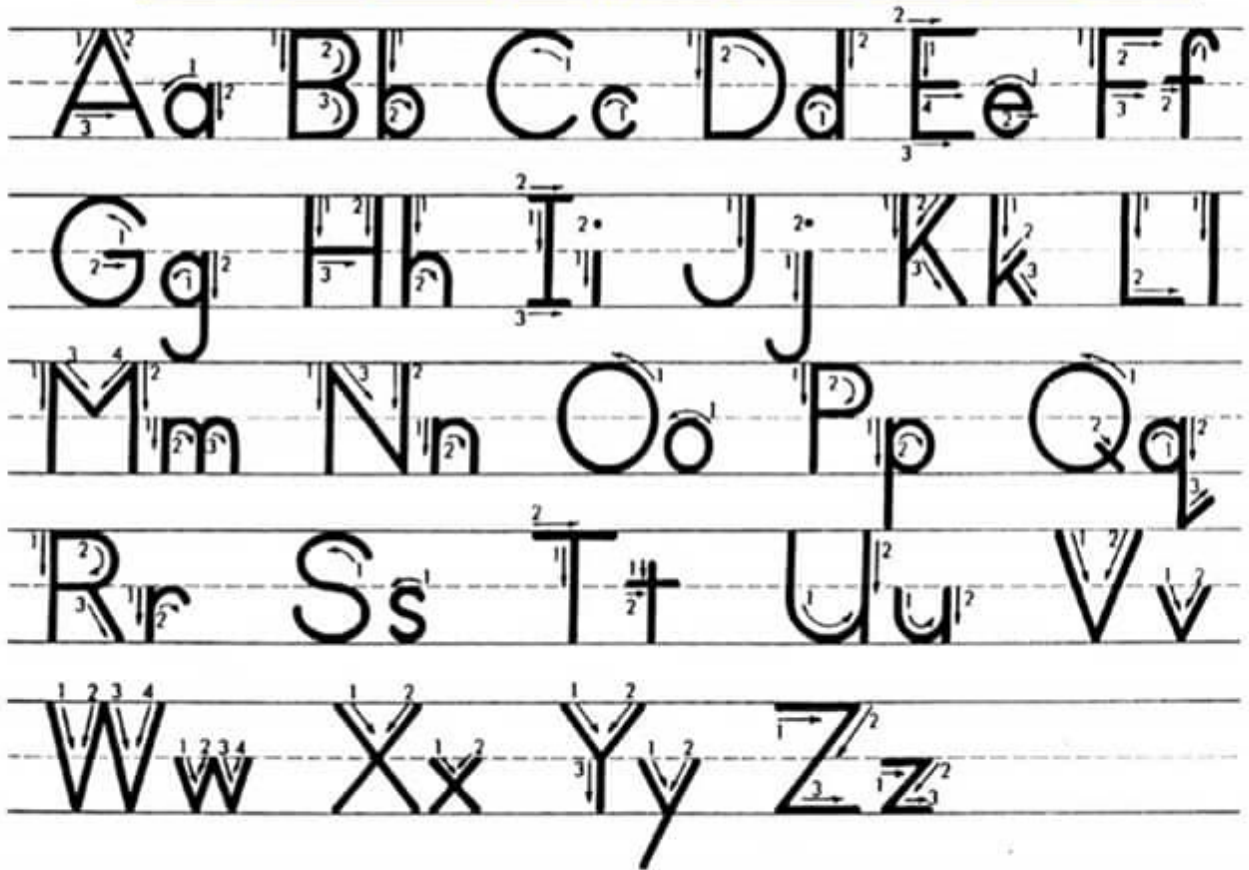 Aa Bb Cc Dd Ee Ff
Gg Hh Ii Jj Kk Ll
Mm Nn Oo Pp Qq
Rr Ss Tt Uu Vv
Ww Xx Yy Zz